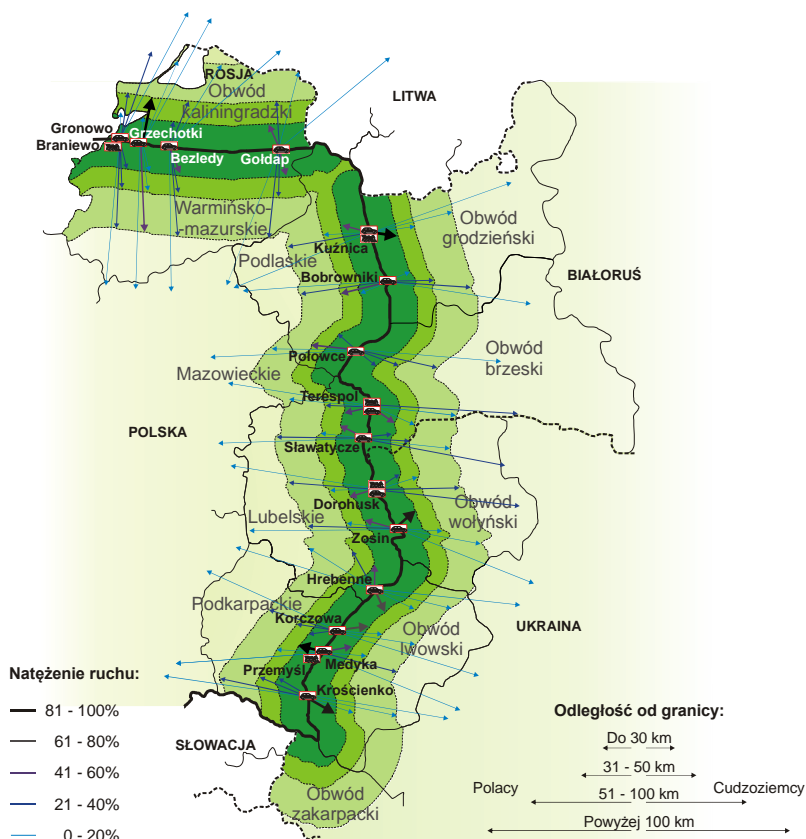 ROSJA
Obwód
kaliningradzki
LITWA
Gronowo
Grzechotki
Braniewo
Bezledy
Gołdap
Warmińsko-
-mazurskie
Obwód
grodzieński
Kuźnica
Podlaskie
Bobrowniki
BIAŁORUŚ
Połowce
Obwód
brzeski
Mazowieckie
Terespol
POLSKA
Sławatycze
Dorohusk
Obwód
wołyński
Lubelskie
Zosin
Hrebenne
Podkarpackie
Korczowa
UKRAINA
Obwód
lwowski
Medyka
Przemyśl
Krościenko
SŁOWACJA
Obwód
zakarpacki
Natężenie ruchu:
81 - 100%
61 - 80%
41 - 60%
21 - 40%
0 - 20%
Odległość od granicy:
Do 30 km
31 - 50 km
Polacy
51 - 100 km
Cudzoziemcy
Powyżej 100 km